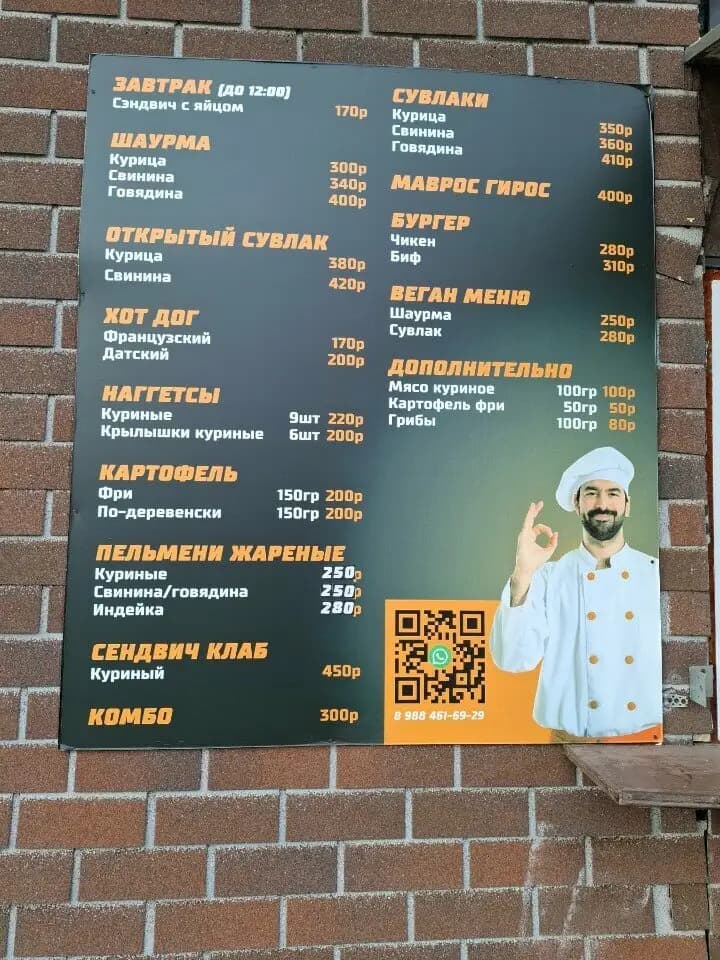 ЗАВТРАК (ДО 12:00)
Сэндвич с яйцом 170р
ШАУРМА
Курица 300р
Свинина 340р
Говядина 400р
ОТКРЫТЫЙ СУВЛАК
Курица 380р
Свинина 420р
ХОТ ДОГ
Французский 170р
Датский 200р
НАГГЕТСЫ
Куриные 9шт 220р
Крылышки куриные 6шт 200р
КАРТОФЕЛЬ
Фри 150гр 200р
По-деревенски 150гр 200р
ПЕЛЬМЕНИ ЖАРЕНЫЕ
Куриные 250р
Свинина/говядина 250р
Индейка 280р
СЕНДВИЧ КЛАБ
Куриный 450р
КОМБО 300р
СУВЛАКИ
Курица 350р
Свинина 360р
Говядина 410р
МАВРОС ГИРОС 400р
БУРГЕР
Чикен 280р
Биф 310р
ВЕГАН МЕНЮ
Шаурма 250р
Сувлак 280р
ДОПОЛНИТЕЛЬНО
Мясо куриное 100гр 100р
Картофель фри 50гр 50р
Грибы 100гр 80р
8 988 461-69-29